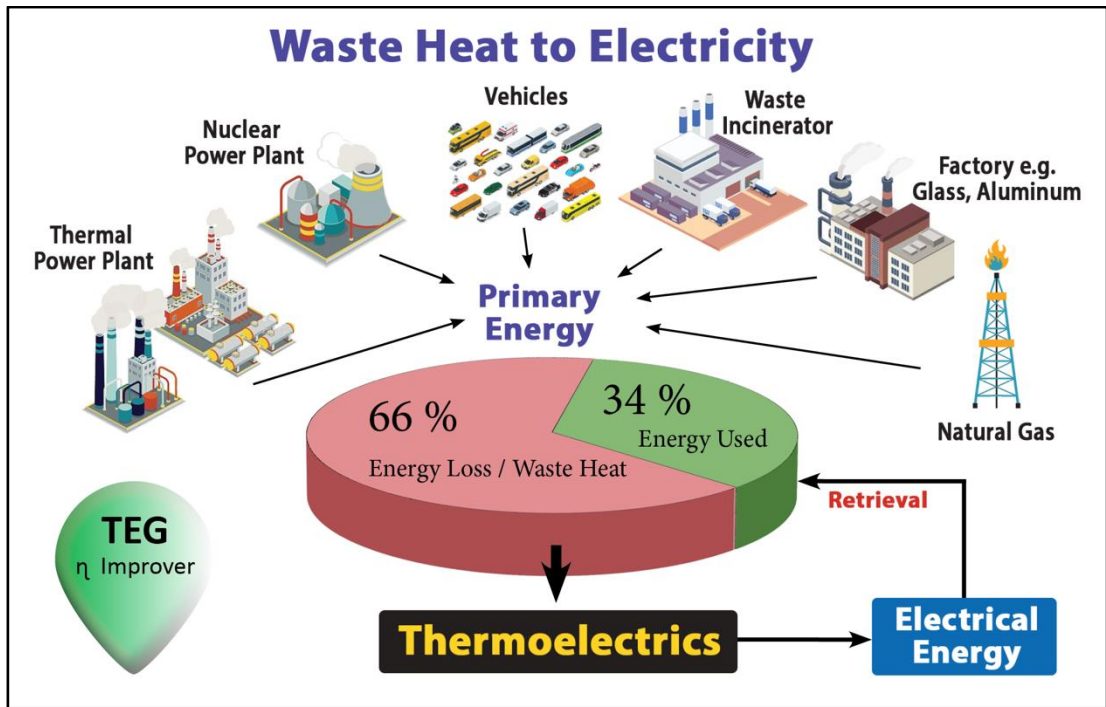 Waste Heat to Electricity
Vehicles
Waste
Incinerator
Nuclear
Power Plant
Factory e.g.
Glass, Aluminum
Thermal
Power Plant
Primary
Energy
66 %
Energy Loss / Waste Heat
34 %
Energy Used
Natural Gas
Retrieval
TEG
η Improver
Thermoelectrics
Electrical
Energy